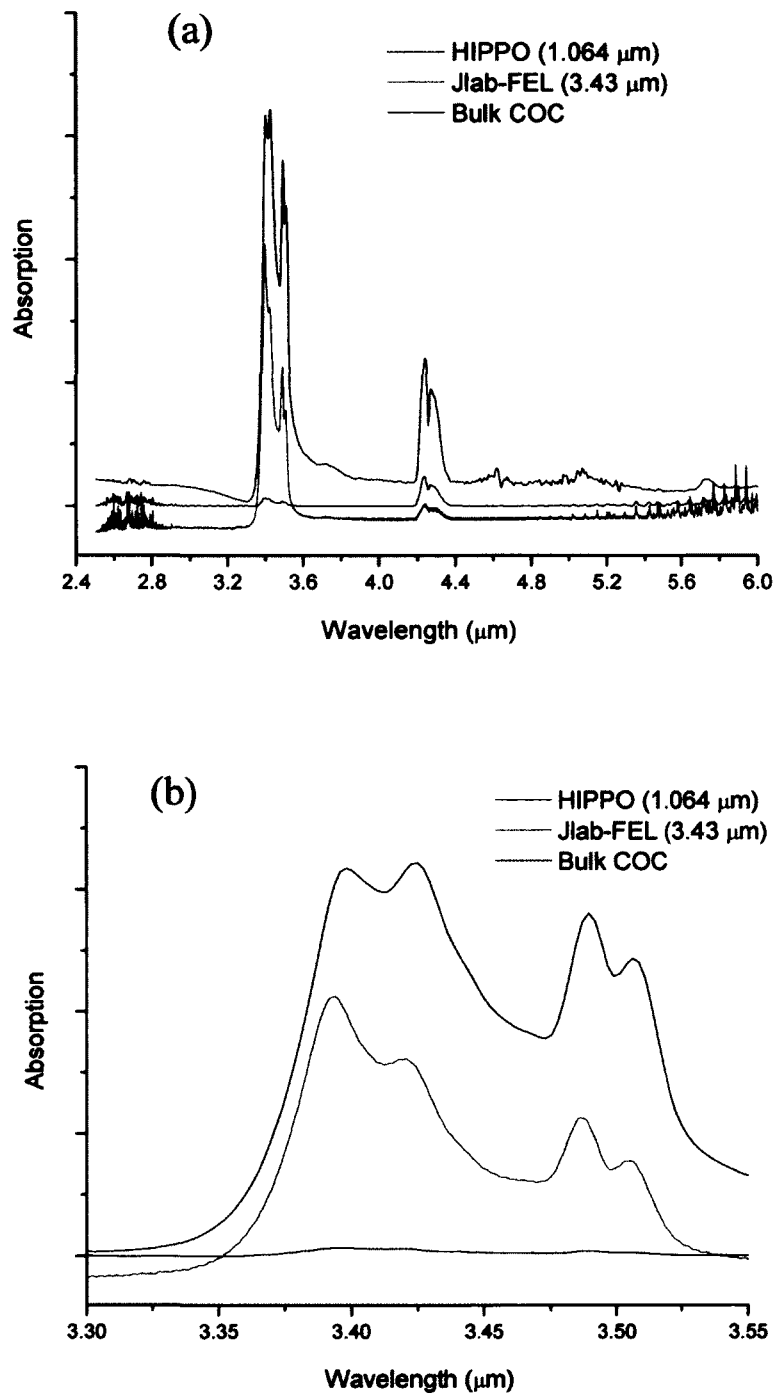 (a)
HIPPO (1.064 μm)
Jlab-FEL (3.43 μm)
Bulk COC
Absorption
2.4 2.8 3.2 3.6 4.0 4.4 4.8 5.2 5.6 6.0
Wavelength (μm)
(b)
HIPPO (1.064 μm)
Jlab-FEL (3.43 μm)
Bulk COC
Absorption
3.30 3.35 3.40 3.45 3.50 3.55
Wavelength (μm)